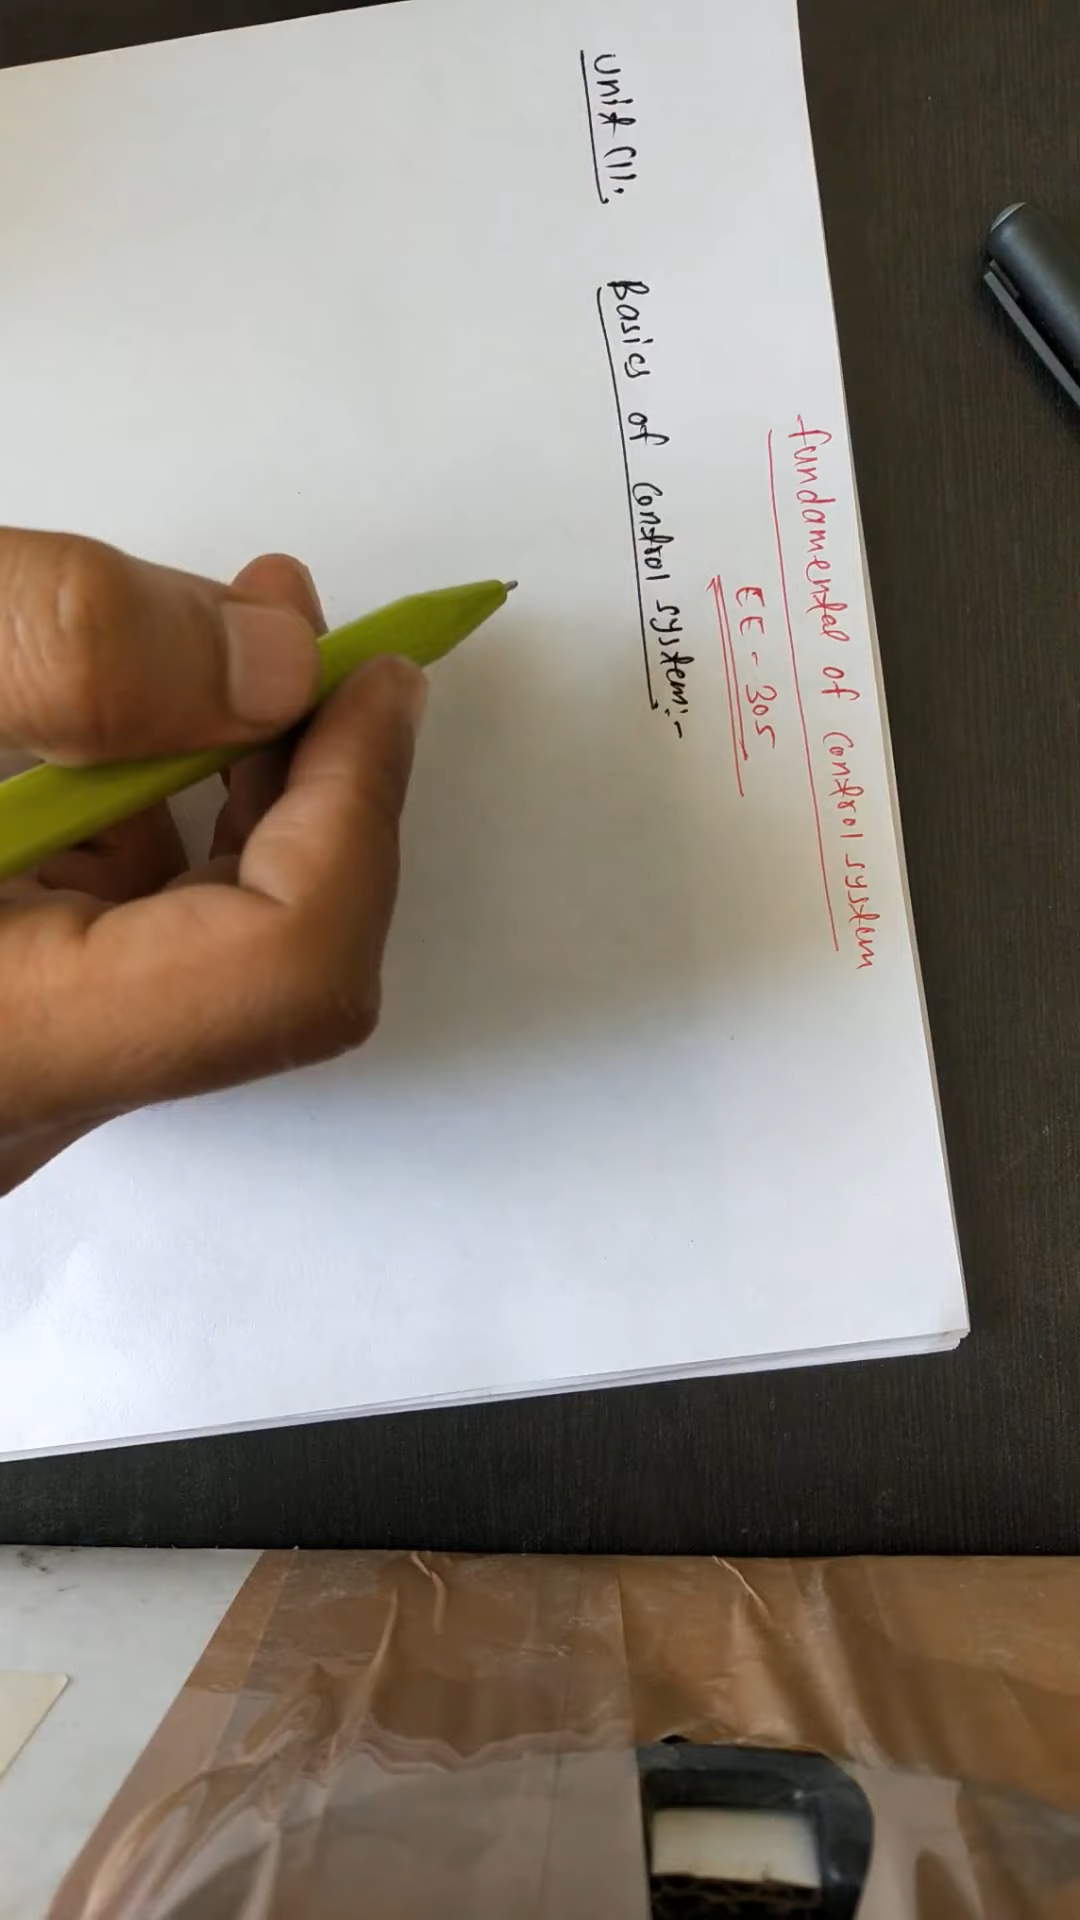 fundamental of control system
EE - 305
Unit (1). Basics of control system:-